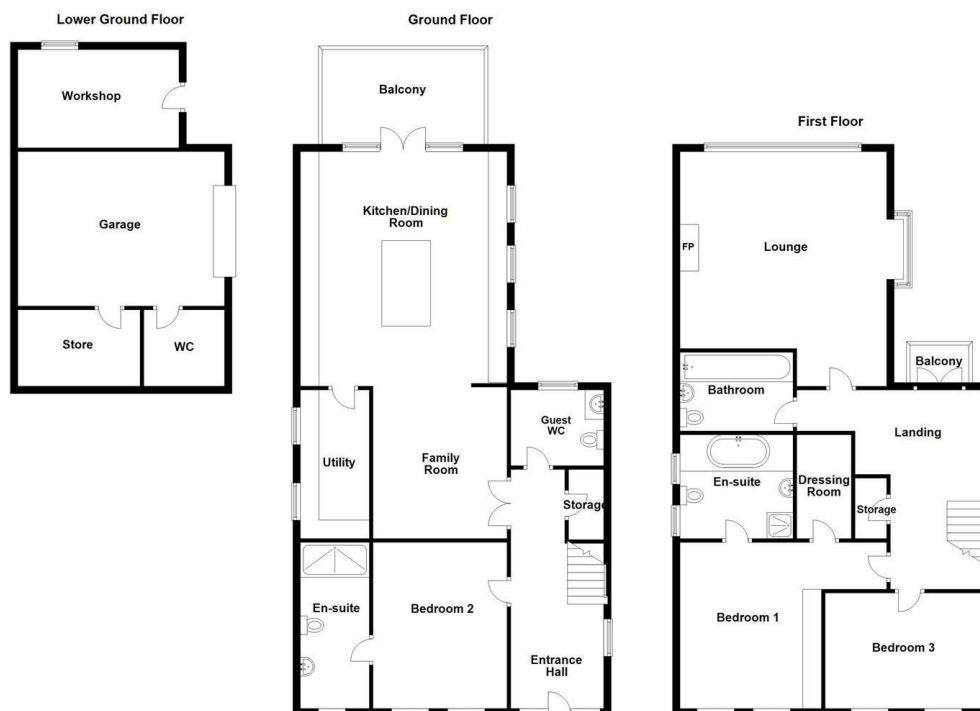 Lower Ground Floor
Workshop
Garage
Store
WC
Ground Floor
Balcony
Kitchen/Dining
Room
Utility
Family
Room
Guest
WC
Storage
En-suite
Bedroom 2
Entrance
Hall
First Floor
FP
Lounge
Balcony
Bathroom
Landing
En-suite
Dressing
Room
Storage
Bedroom 1
Bedroom 3